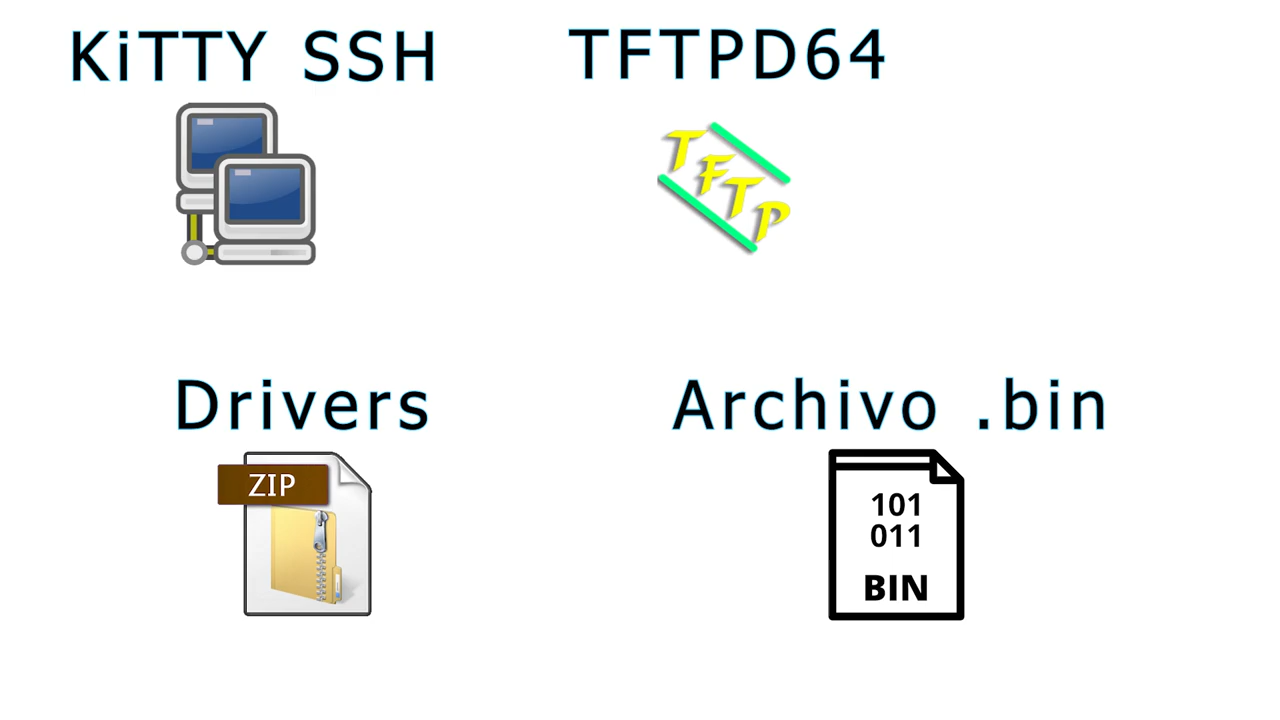 KiTTY SSH
TFTPD64
TFTP
Drivers
Archivo .bin
ZIP
101
011
BIN